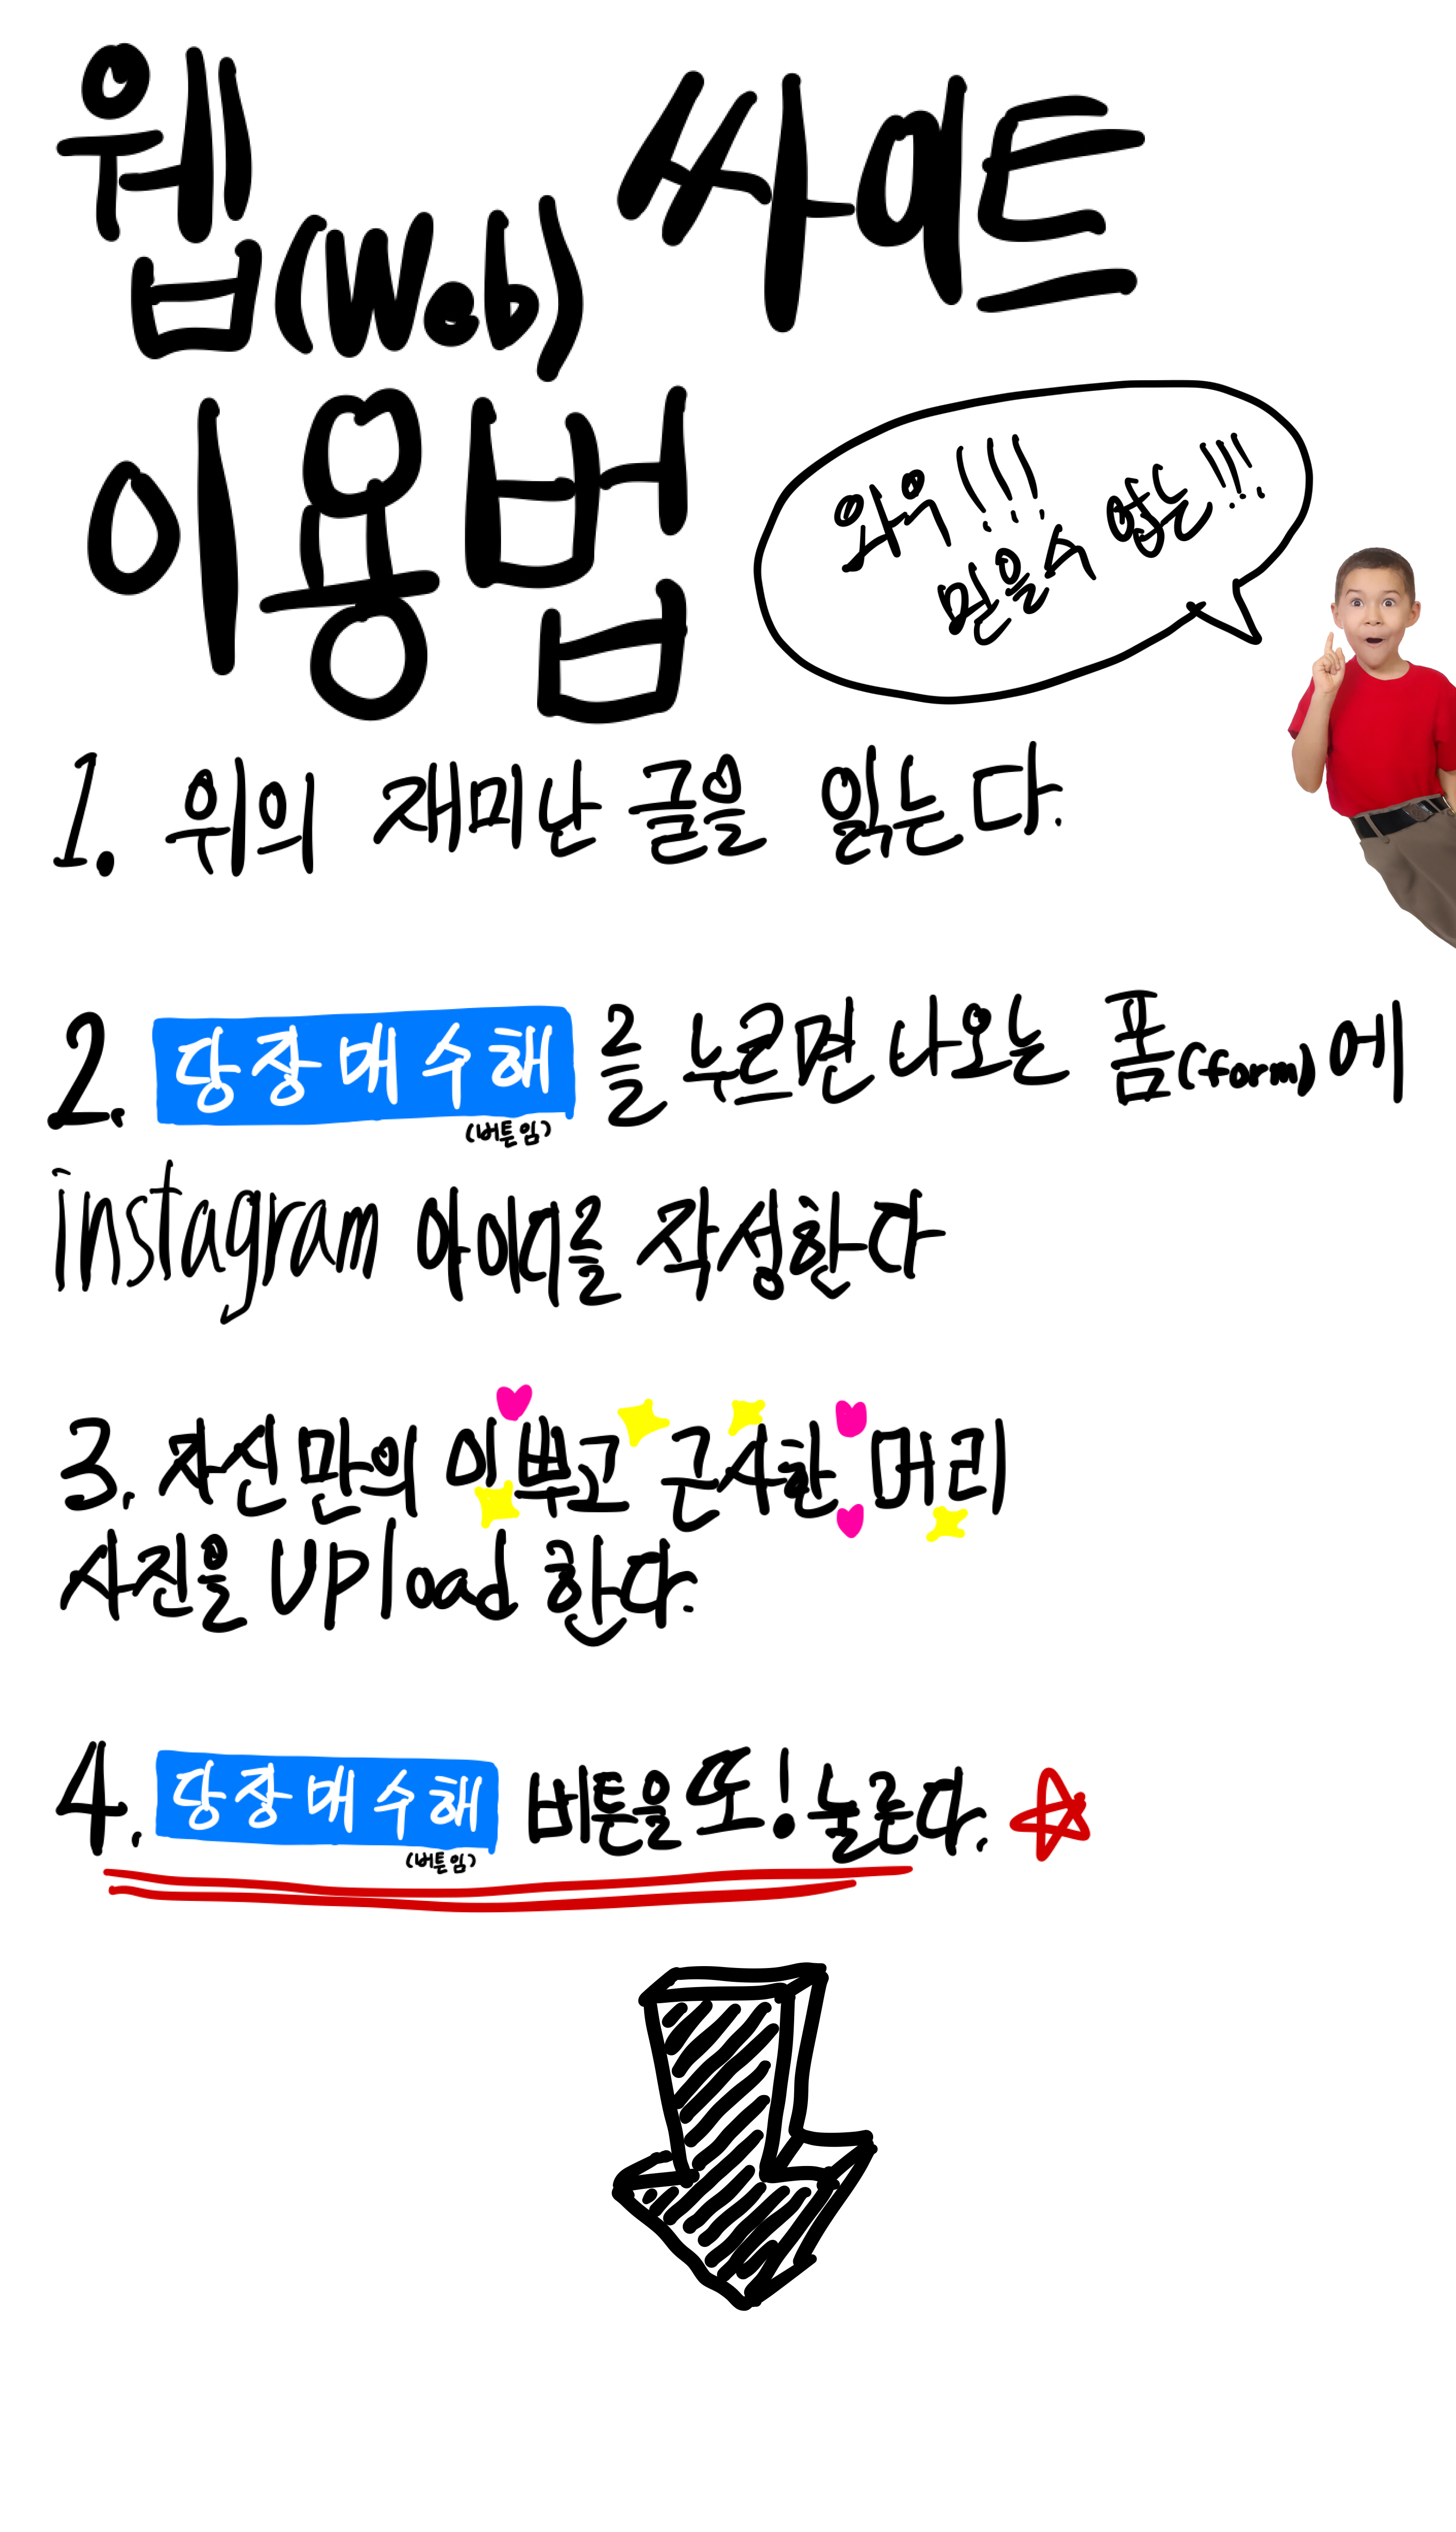 웹(Web) 싸이트
이용법
와우!!!
믿을 수 없는!!!
1. 위의 재미난 글을 읽는다.
2. 당장매수해 를 누르면 나오는 폼(form)에
(버튼임)
instagram 아이디를 작성한다
3. 자신만의 이쁘고 근사한 머리
사진을 Upload 한다.
4. 당장매수해 버튼을 또! 눌른다.
(버튼임)